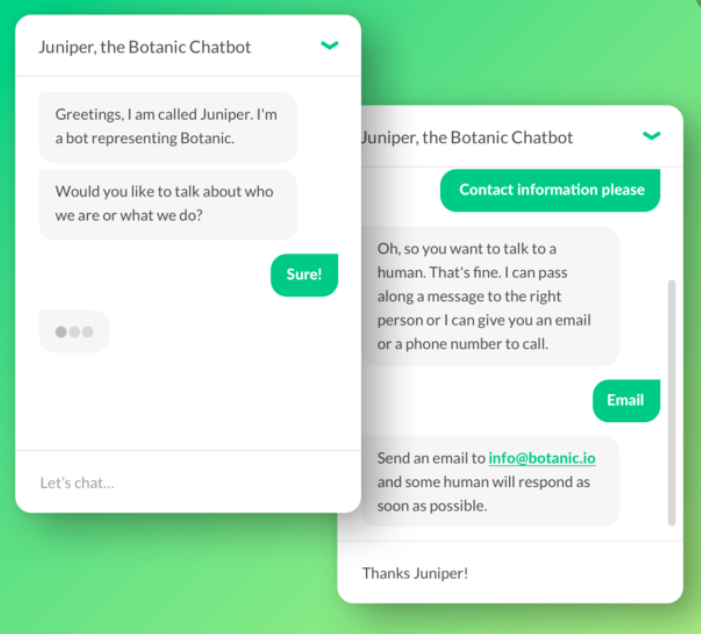 Juniper, the Botanic Chatbot
Greetings, I am called Juniper. I'm
a bot representing Botanic.
Would you like to talk about who
we are or what we do?
Sure!
Let's chat...
Juniper, the Botanic Chatbot
Contact information please
Oh, so you want to talk to a
human. That's fine. I can pass
along a message to the right
person or I can give you an email
or a phone number to call.
Email
Send an email to info@botanic.io
and some human will respond as
soon as possible.
Thanks Juniper!